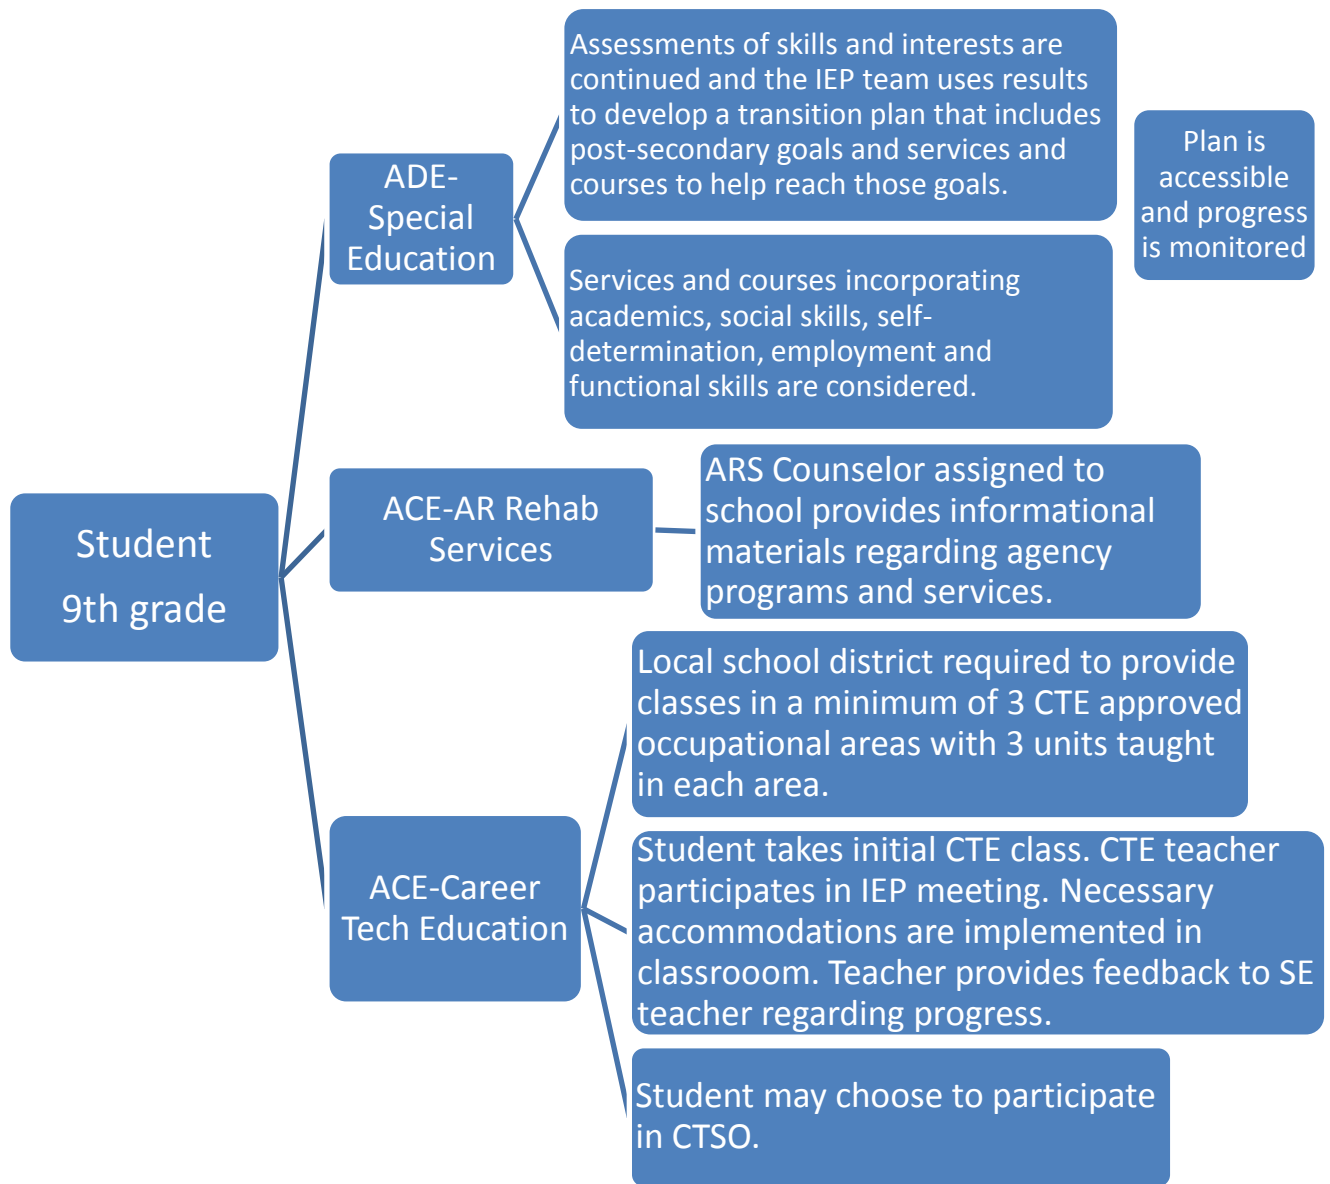 Student
9th grade
ADE-
Special
Education
Assessments of skills and interests are
continued and the IEP team uses results
to develop a transition plan that includes
post-secondary goals and services and
courses to help reach those goals.
Plan is
accessible
and progress
is monitored
Services and courses incorporating
academics, social skills, self-
determination, employment and
functional skills are considered.
ACE-AR Rehab
Services
ARS Counselor assigned to
school provides informational
materials regarding agency
programs and services.
ACE-Career
Tech Education
Local school district required to provide
classes in a minimum of 3 CTE approved
occupational areas with 3 units taught
in each area.
Student takes initial CTE class. CTE teacher
participates in IEP meeting. Necessary
accommodations are implemented in
classrooom. Teacher provides feedback to SE
teacher regarding progress.
Student may choose to participate
in CTSO.